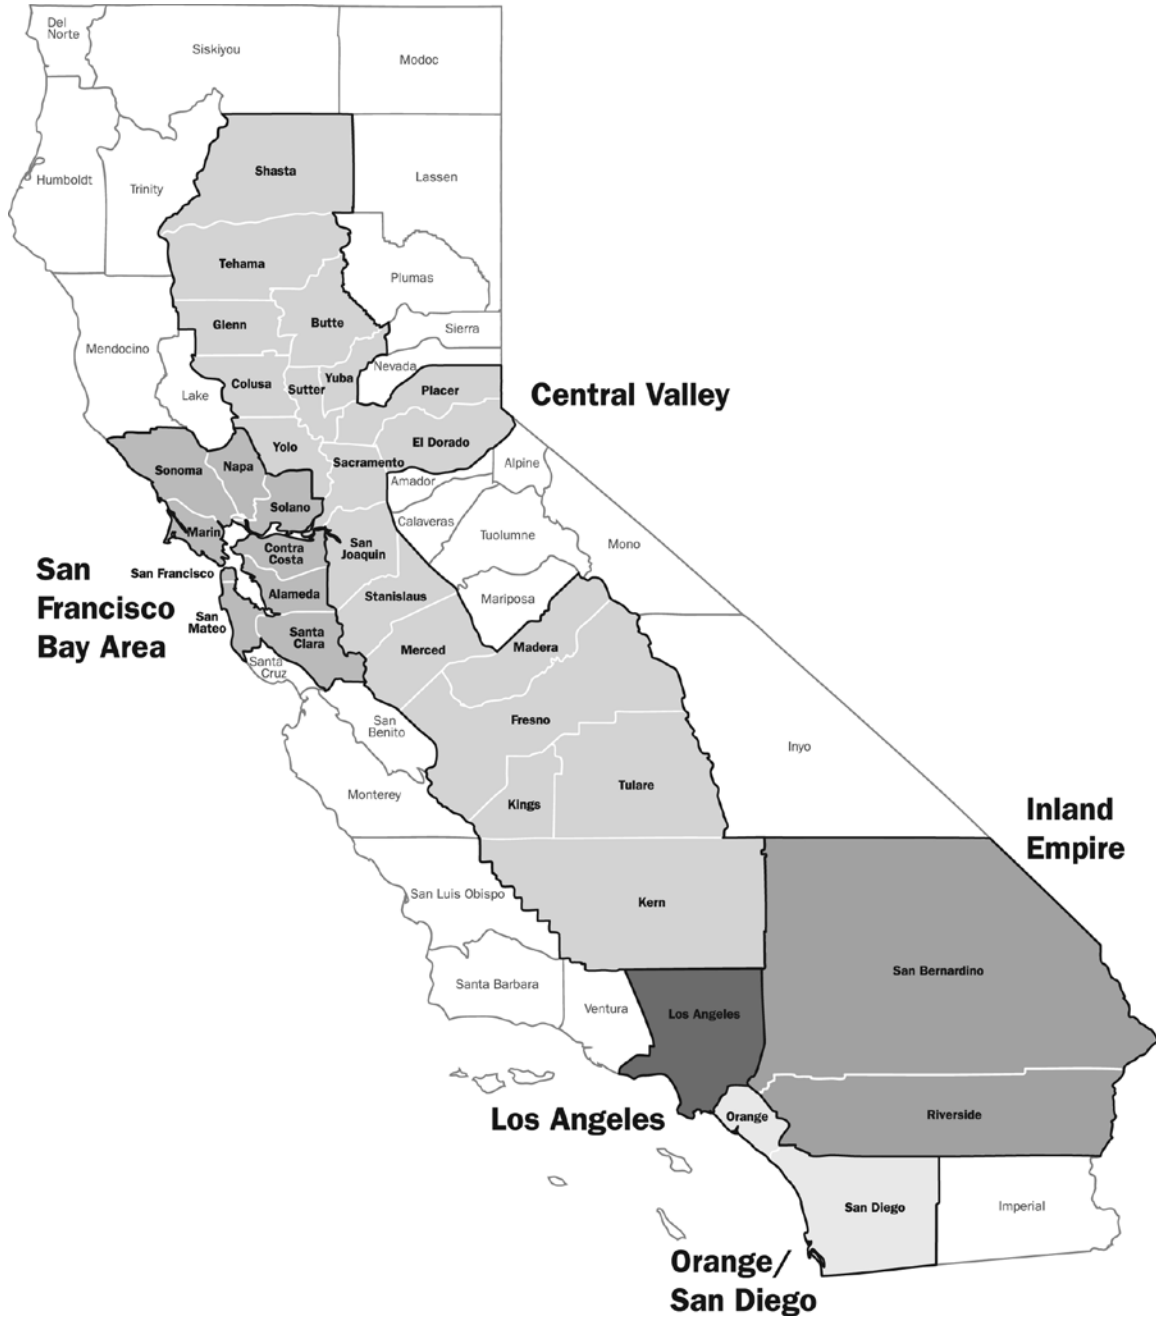 Del
Norte
Siskiyou
Modoc
Shasta
Humboldt
Trinity
Lassen
Tehama
Plumas
Glenn
Butte
Sierra
Mendocino
Nevada
Colusa
Sutter
Yuba
Placer
Lake
Central Valley
Yolo
El Dorado
Sonoma
Napa
Sacramento
Alpine
Amador
Solano
Calaveras
Marin
Tuolumne
Mono
Contra
Costa
San
Joaquin
San
Francisco
Bay Area
San Francisco
Alameda
Stanislaus
Mariposa
San
Mateo
Santa
Clara
Merced
Madera
Santa
Cruz
San
Benito
Fresno
Inyo
Monterey
Kings
Tulare
Inland
Empire
San Luis Obispo
Kern
San Bernardino
Santa Barbara
Ventura
Los Angeles
Los Angeles
Orange
Riverside
San Diego
Imperial
Orange/
San Diego